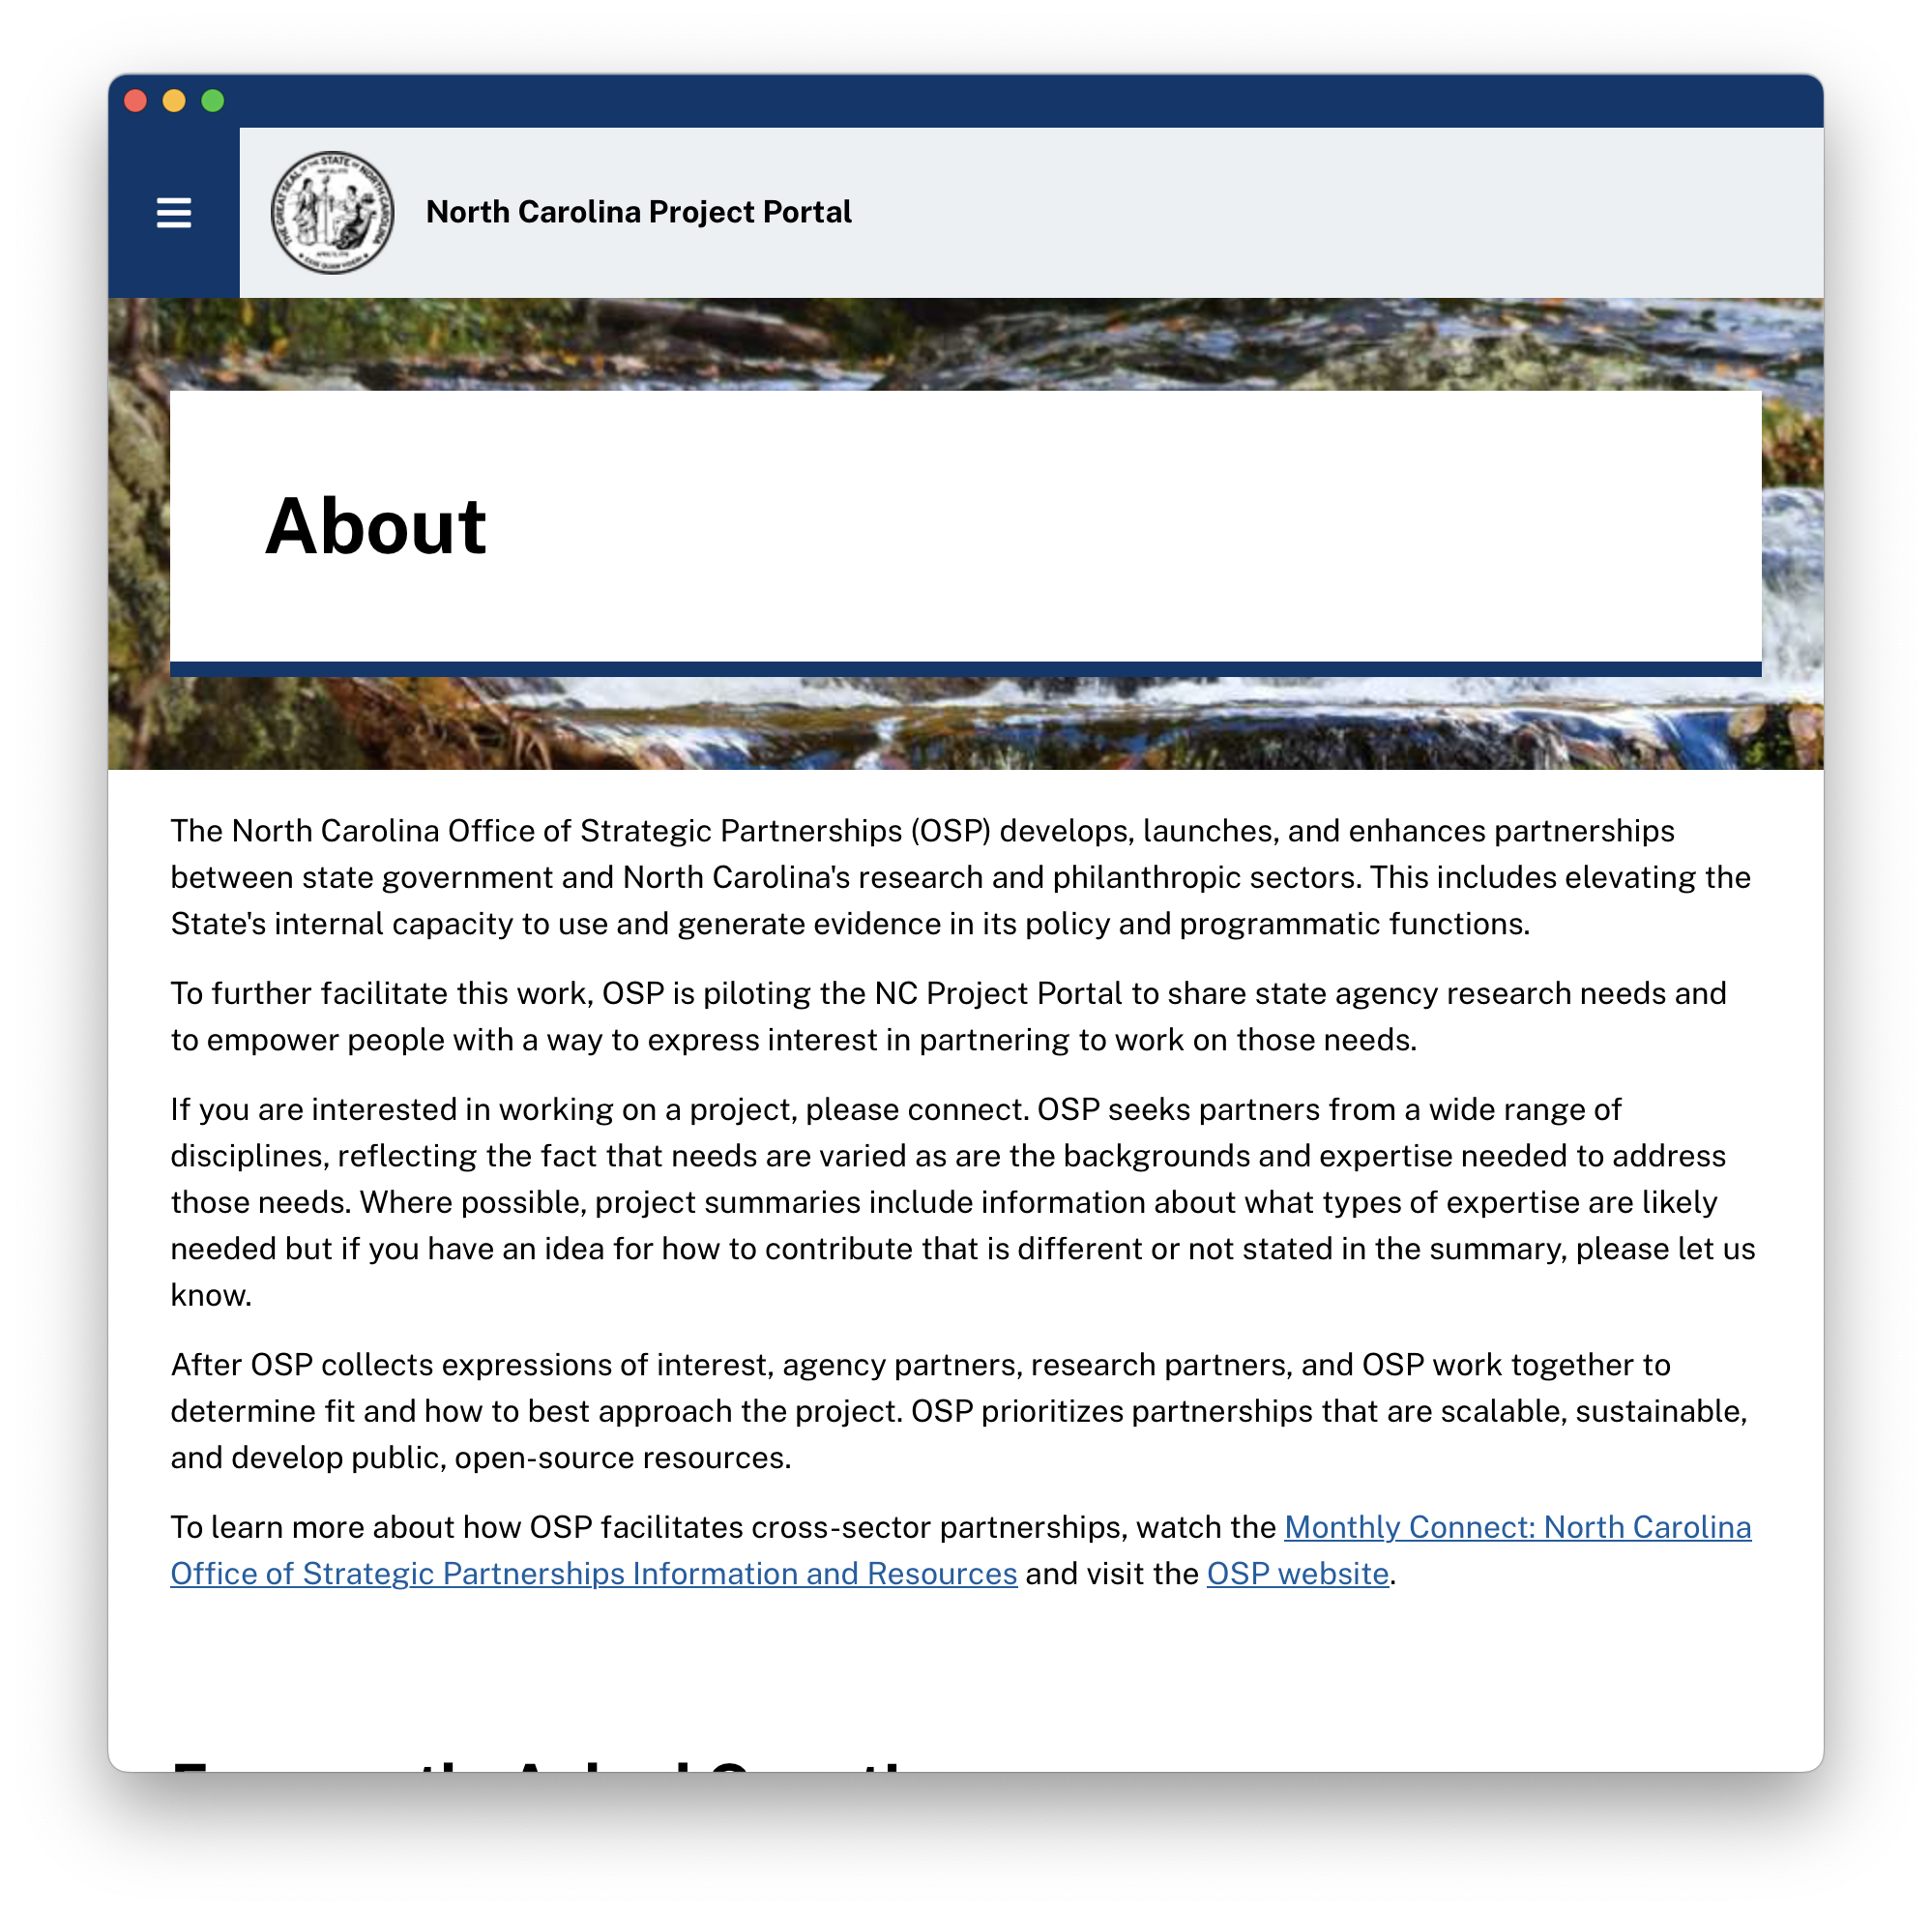 THE GREAT SEAL OF THE STATE OF NORTH CAROLINA
ESSE QUAM VIDERI
North Carolina Project Portal
About
The North Carolina Office of Strategic Partnerships (OSP) develops, launches, and enhances partnerships
between state government and North Carolina's research and philanthropic sectors. This includes elevating the
State's internal capacity to use and generate evidence in its policy and programmatic functions.
To further facilitate this work, OSP is piloting the NC Project Portal to share state agency research needs and
to empower people with a way to express interest in partnering to work on those needs.
If you are interested in working on a project, please connect. OSP seeks partners from a wide range of
disciplines, reflecting the fact that needs are varied as are the backgrounds and expertise needed to address
those needs. Where possible, project summaries include information about what types of expertise are likely
needed but if you have an idea for how to contribute that is different or not stated in the summary, please let us
know.
After OSP collects expressions of interest, agency partners, research partners, and OSP work together to
determine fit and how to best approach the project. OSP prioritizes partnerships that are scalable, sustainable,
and develop public, open-source resources.
To learn more about how OSP facilitates cross-sector partnerships, watch the Monthly Connect: North Carolina
Office of Strategic Partnerships Information and Resources and visit the OSP website.